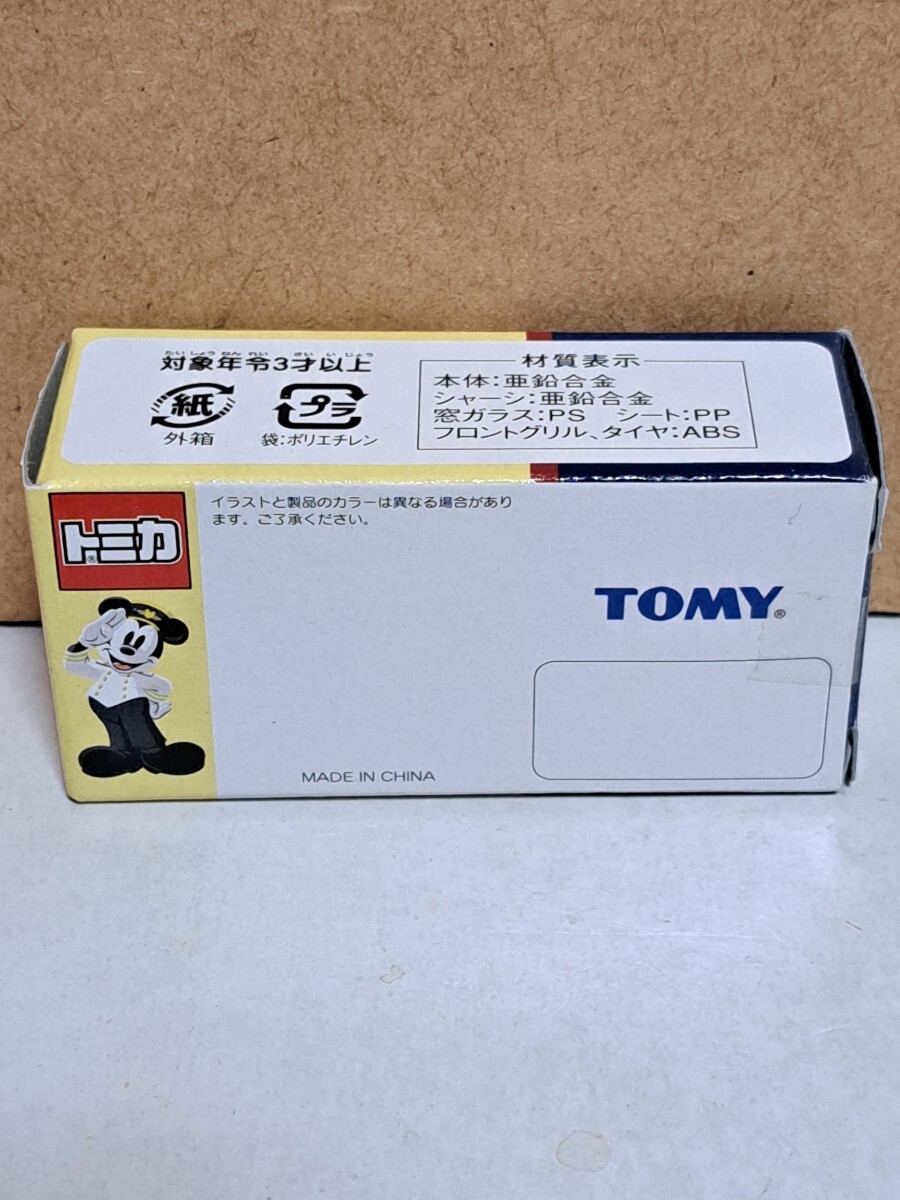 たいしょうねんれい さい いじょう
対象年令3才以上
紙
外箱
プラ
袋:ポリエチレン
材質表示
本体:亜鉛合金
シャーシ:亜鉛合金
窓ガラス:PS シート:PP
フロントグリル、タイヤ:ABS
トミカ®
イラストと製品のカラーは異なる場合があり
ます。ご了承ください。
TOMY®
MADE IN CHINA